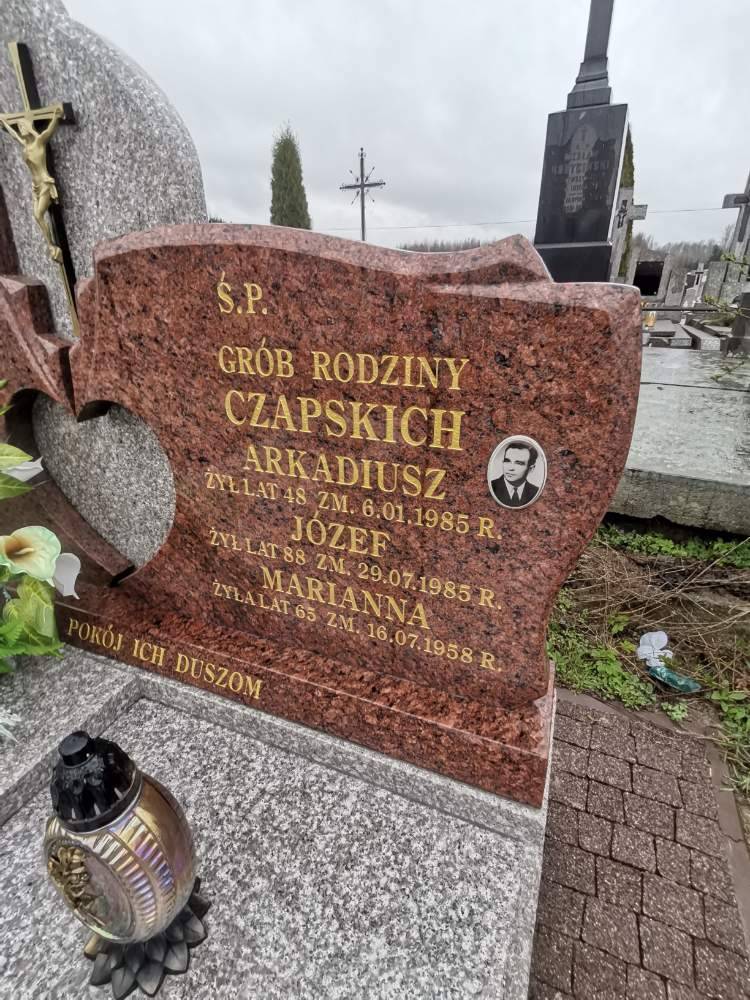 Ś.P.
GRÓB RODZINY
CZAPSKICH
ARKADIUSZ
ŻYŁ LAT 48 ZM. 6.01.1985 R.
JÓZEF
ŻYŁ LAT 88 ZM. 29.07.1985 R.
MARIANNA
ŻYŁA LAT 65 ZM. 16.07.1958 R.
POKÓJ ICH DUSZOM